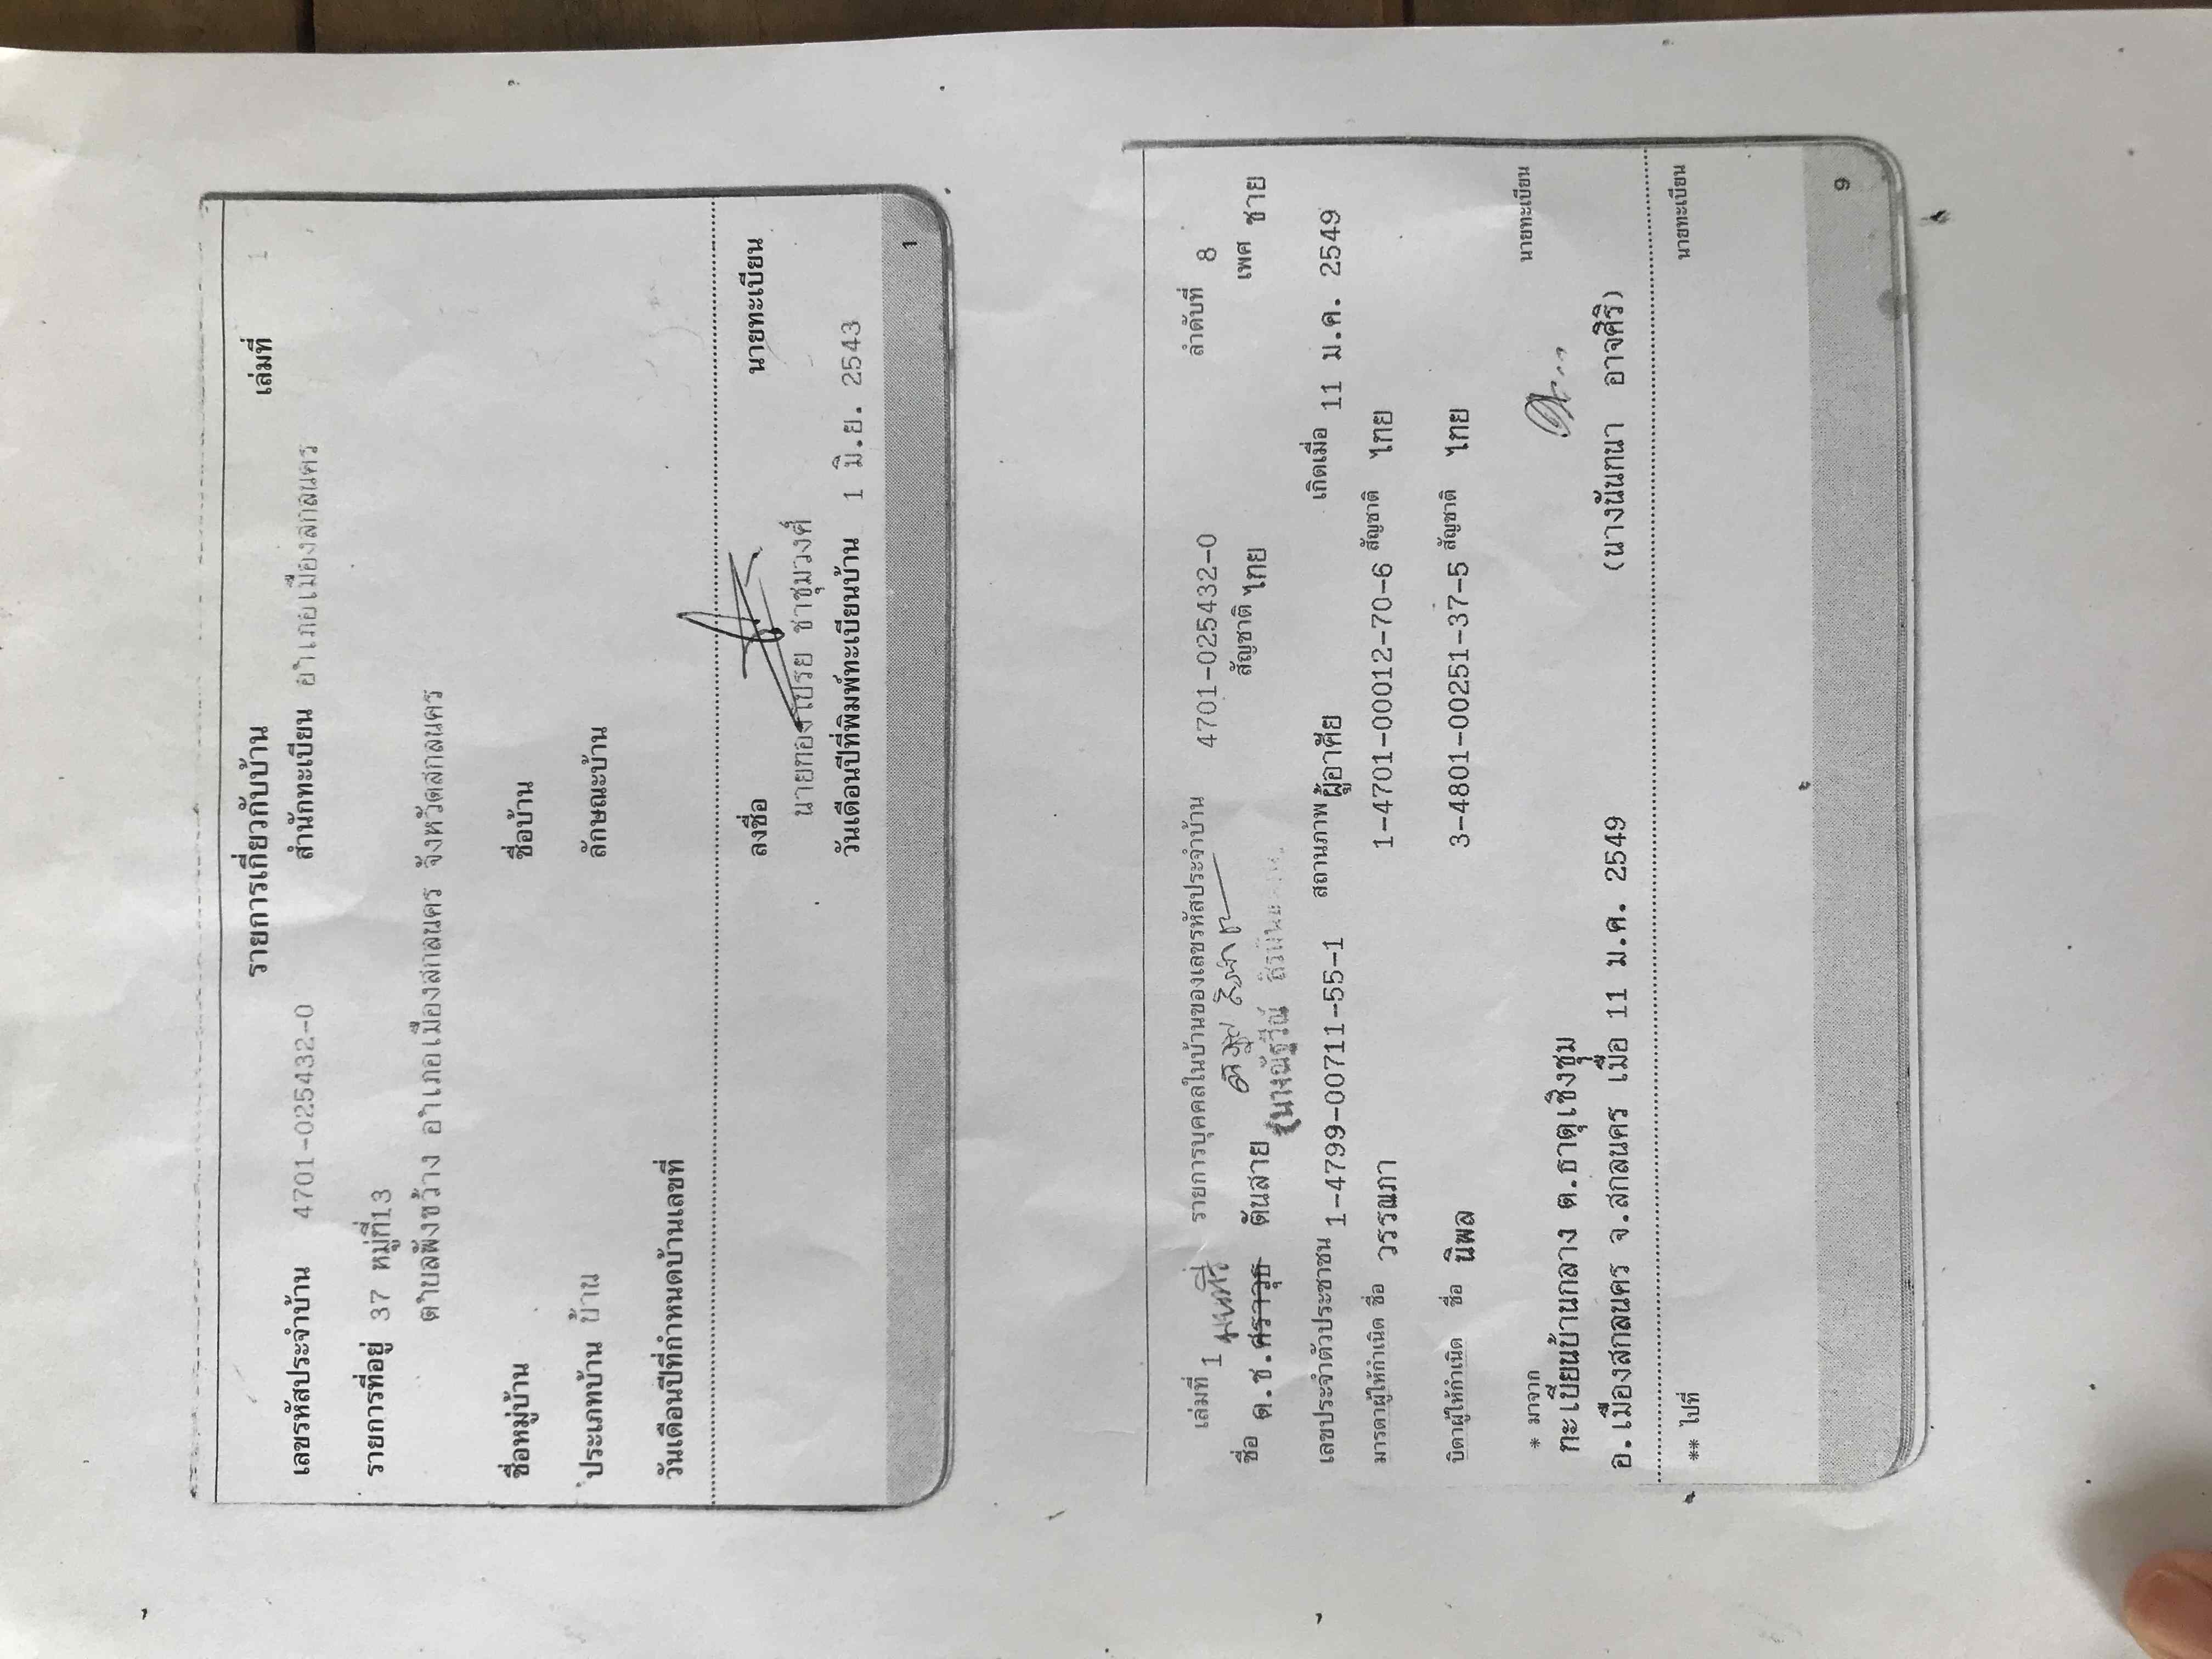 เล่มที่ 1
รายการเกี่ยวกับบ้าน
เลขรหัสประจำบ้าน 4701-025432-0 สำนักทะเบียน อำเภอเมืองสกลนคร
รายการที่อยู่ 37 หมู่ที่13
ตำบลพังขว้าง อำเภอเมืองสกลนคร จังหวัดสกลนคร
ชื่อหมู่บ้าน ชื่อบ้าน
ประเภทบ้าน บ้าน ลักษณะบ้าน
วันเดือนปีที่กำหนดบ้านเลขที่
ลงชื่อ นายทะเบียน
ชาชุมวงศ์
วันเดือนปีที่พิมพ์ทะเบียนบ้าน 1 มิ.ย. 2543
1
เล่มที่ 1 รายการบุคคลในบ้านของเลขรหัสประจำบ้าน 4701-025432-0 ลำดับที่ 8
ชื่อ ด.ช.ศราวุธ ตันสาย สัญชาติ ไทย เพศ ชาย
เลขประจำตัวประชาชน 1-4799-00711-55-1 สถานภาพ ผู้อาศัย เกิดเมื่อ 11 ม.ค. 2549
มารดาผู้ให้กำเนิด ชื่อ วรรณภา 1-4701-00012-70-6 สัญชาติ ไทย
บิดาผู้ให้กำเนิด ชื่อ นิพล 3-4801-00251-37-5 สัญชาติ ไทย
* มาจาก
ทะเบียนบ้านกลาง ต.ธาตุเชิงชุม นายทะเบียน
อ.เมืองสกลนคร จ.สกลนคร เมื่อ 11 ม.ค. 2549 (นางนันทนา อาจศิริ)
** ไปที่ นายทะเบียน
9